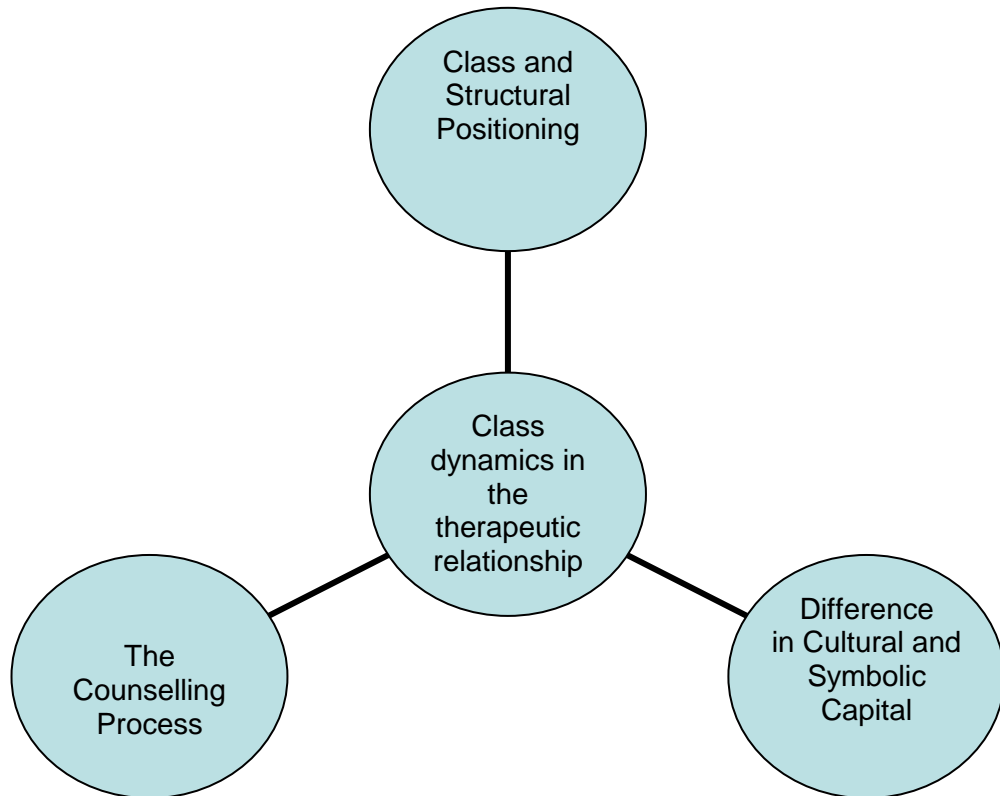 Class and
Structural
Positioning
Class
dynamics in
the
therapeutic
relationship
The
Counselling
Process
Difference
in Cultural and
Symbolic
Capital